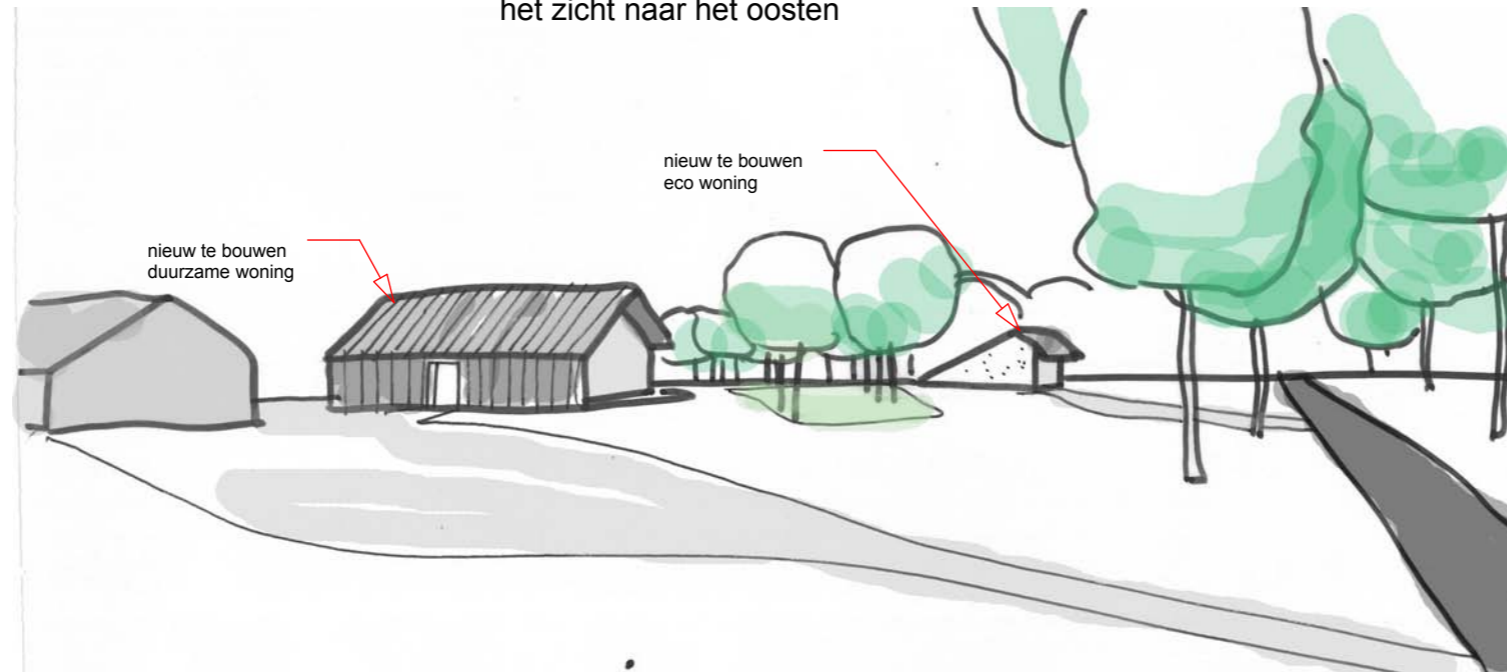 het zicht naar het oosten
nieuw te bouwen
eco woning
nieuw te bouwen
duurzame woning